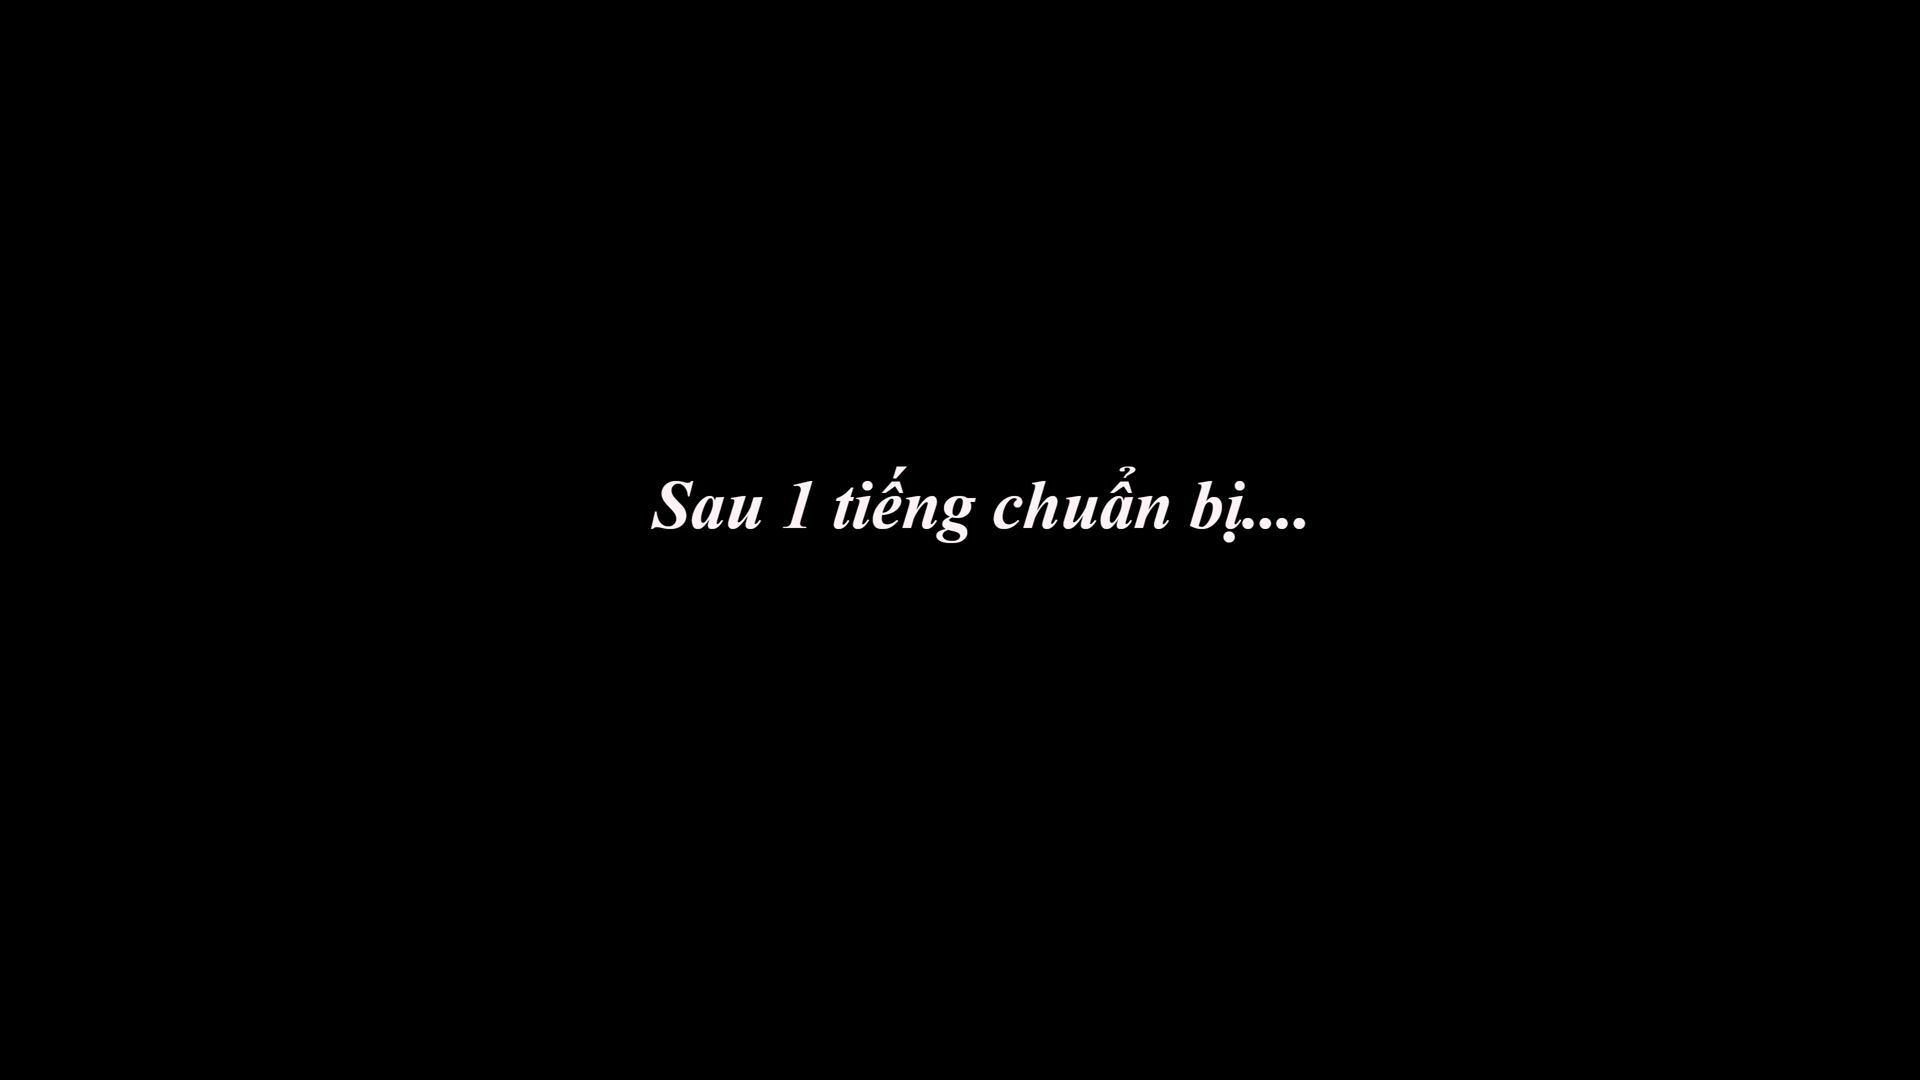 Sau 1 tiếng chuẩn bị....